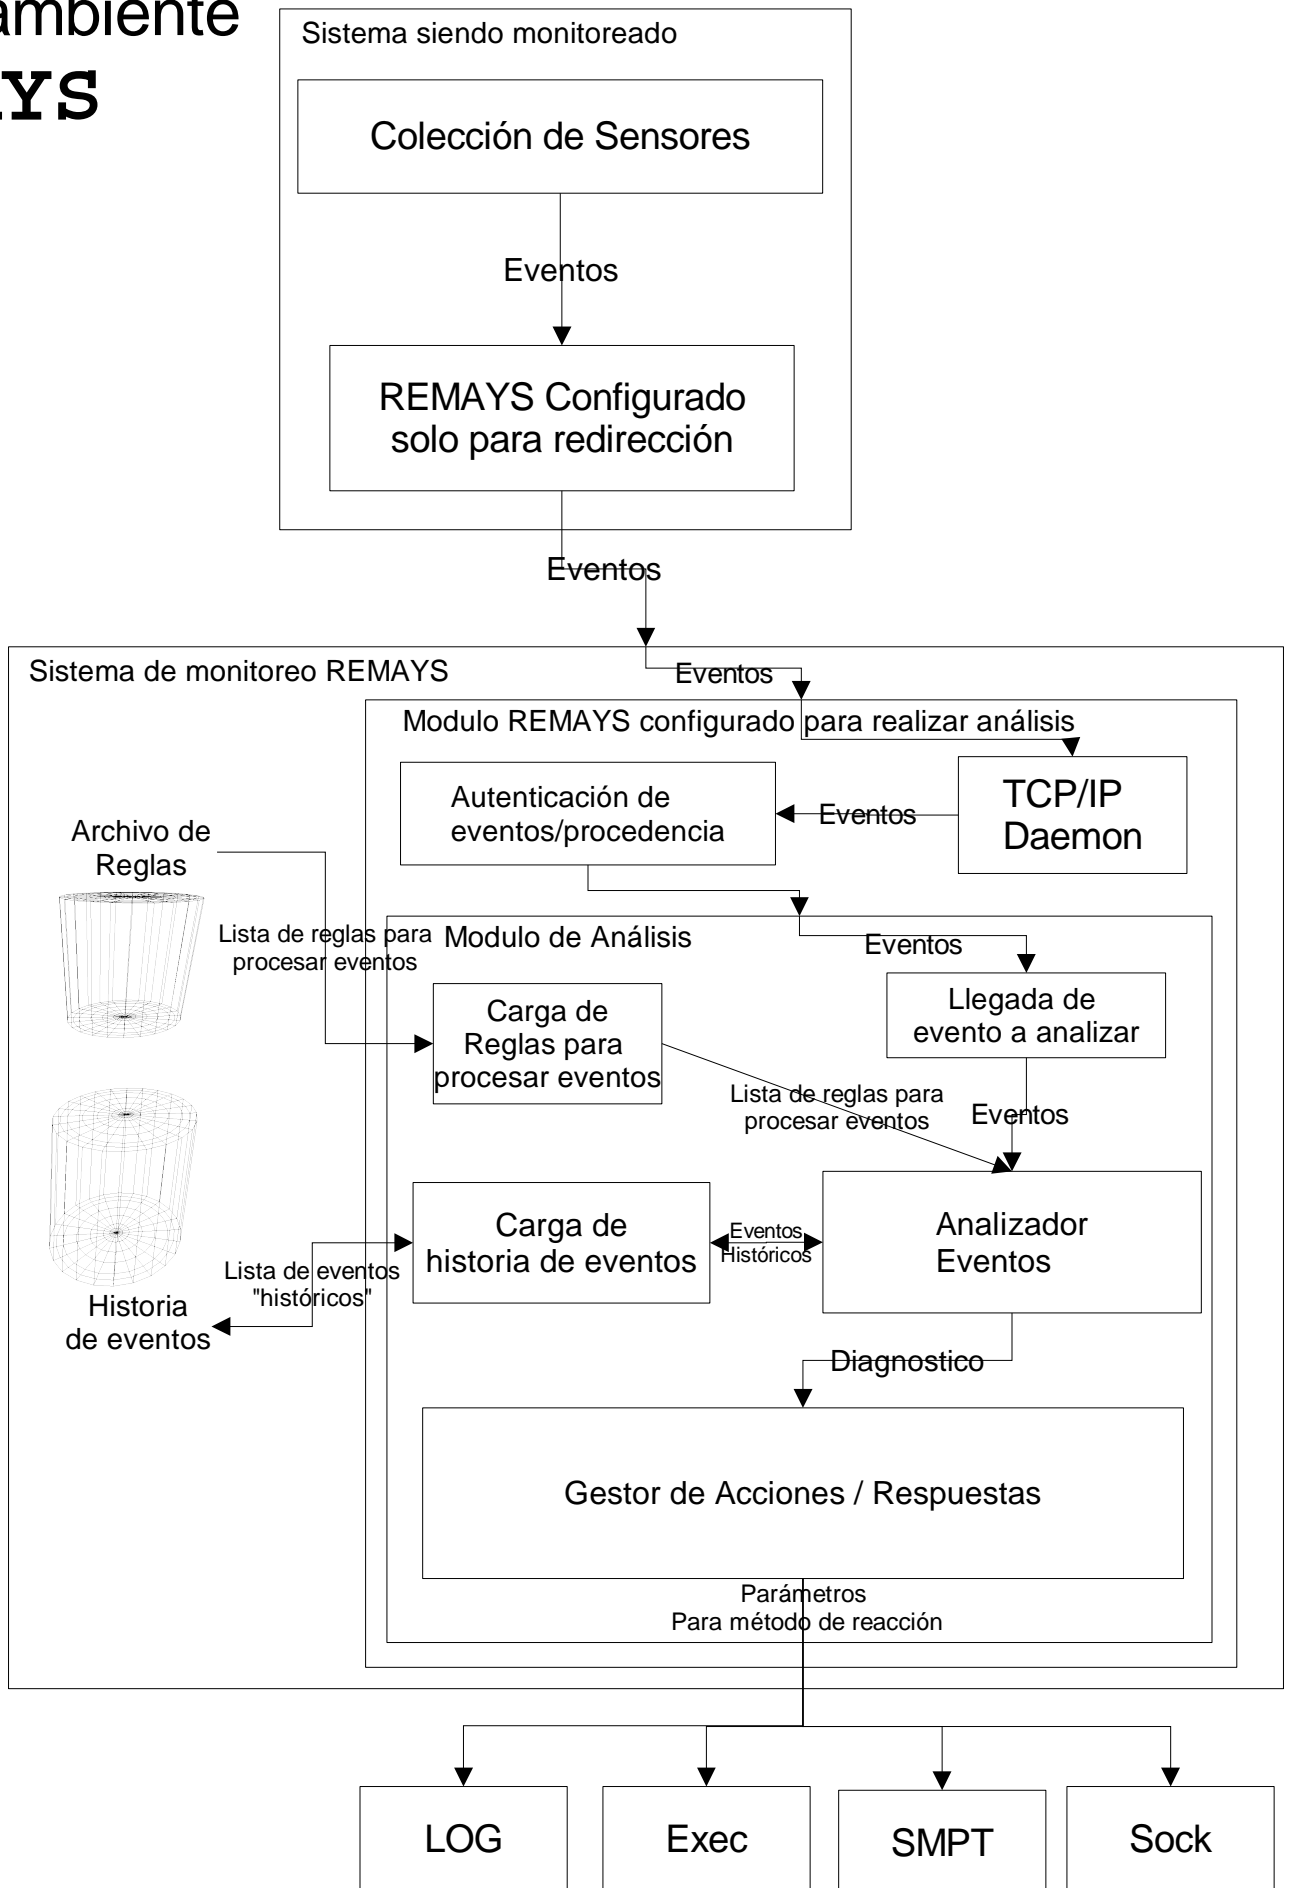 ambiente
YS
Sistema siendo monitoreado
Colección de Sensores
Eventos
REMAYS Configurado
solo para redirección
Eventos
Sistema de monitoreo REMAYS
Eventos
Modulo REMAYS configurado para realizar análisis
TCP/IP
Daemon
Eventos
Autenticación de
eventos/procedencia
Archivo de
Reglas
Lista de reglas para
procesar eventos
Modulo de Análisis
Eventos
Llegada de
evento a analizar
Carga de
Reglas para
procesar eventos
Lista de reglas para
procesar eventos
Eventos
Carga de
historia de eventos
Eventos
Históricos
Analizador
Eventos
Lista de eventos
"históricos"
Historia
de eventos
Diagnostico
Gestor de Acciones / Respuestas
Parámetros
Para método de reacción
LOG
Exec
SMPT
Sock